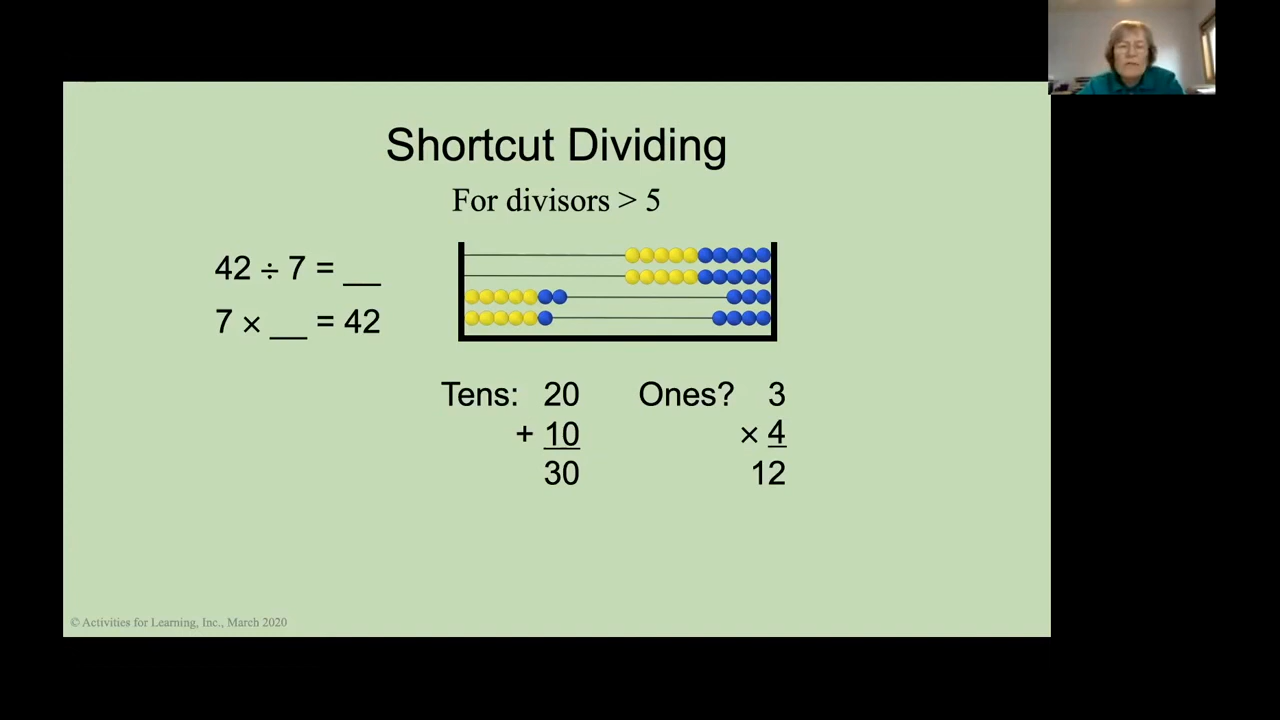 Shortcut Dividing
For divisors > 5
42 ÷ 7 = __
7 × __ = 42
Tens: 20
+ 10
30
Ones? 3
× 4
12
© Activities for Learning, Inc., March 2020